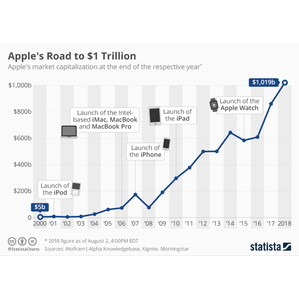 Apple's Road to $1 Trillion
Apple's market capitalization at the end of the respective year*
$1,000b
$800b
$600b
$400b
$200b
0
$1,019b
Launch of the Intel-
based iMac, MacBook
and MacBook Pro
Launch of
the iPad
Launch of the
Apple Watch
Launch of
the iPhone
Launch of
the iPod
$5b
2000 '01 '02 '03 '04 '05 '06 '07 '08 '09 '10 '11 '12 '13 '14 '15 '16 '17 2018
* 2018 figure as of August 2, 4:00PM EDT
@StatistaCharts Sources: Wolfram|Alpha Knowledgebase, Xignite, Morningstar
statista